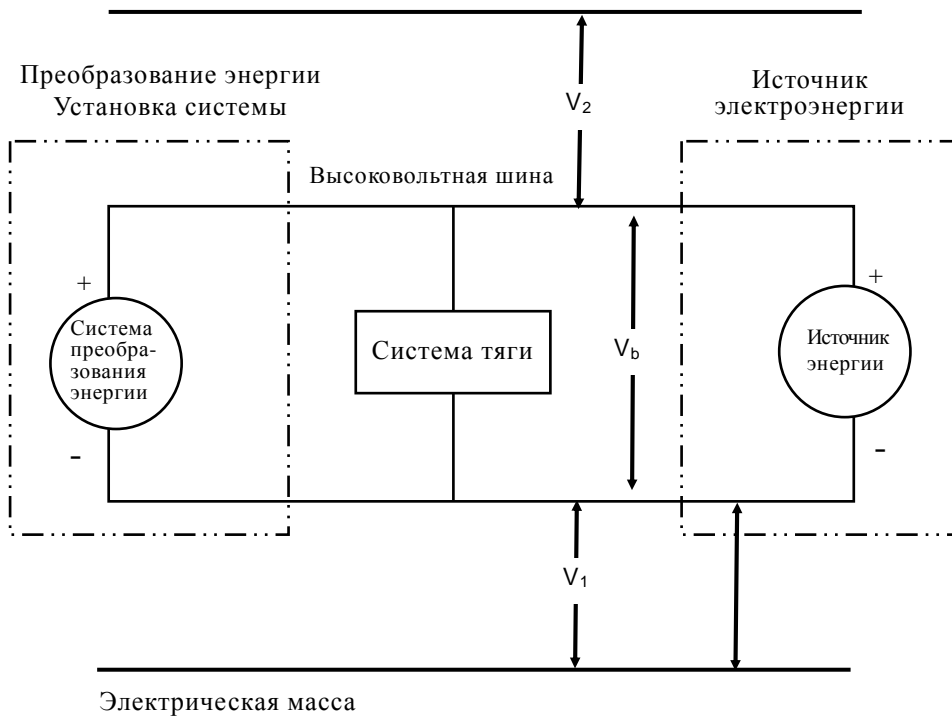 Преобразование энергии
Установка системы
Источник
электроэнергии
V2
Высоковольтная шина
+
+
Система
преобра-
зования
энергии
Система тяги
Vb
Источник
энергии
-
-
V1
Электрическая масса